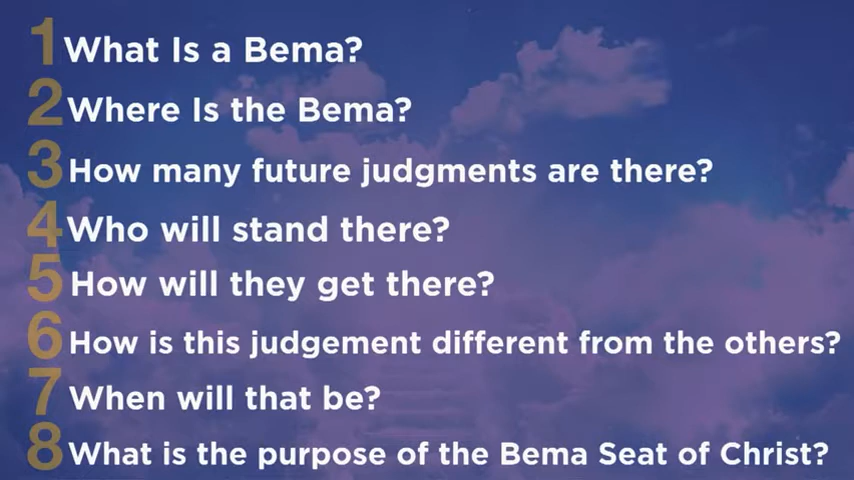 1 What Is a Bema?
2 Where Is the Bema?
3 How many future judgments are there?
4 Who will stand there?
5 How will they get there?
6 How is this judgement different from the others?
7 When will that be?
8 What is the purpose of the Bema Seat of Christ?